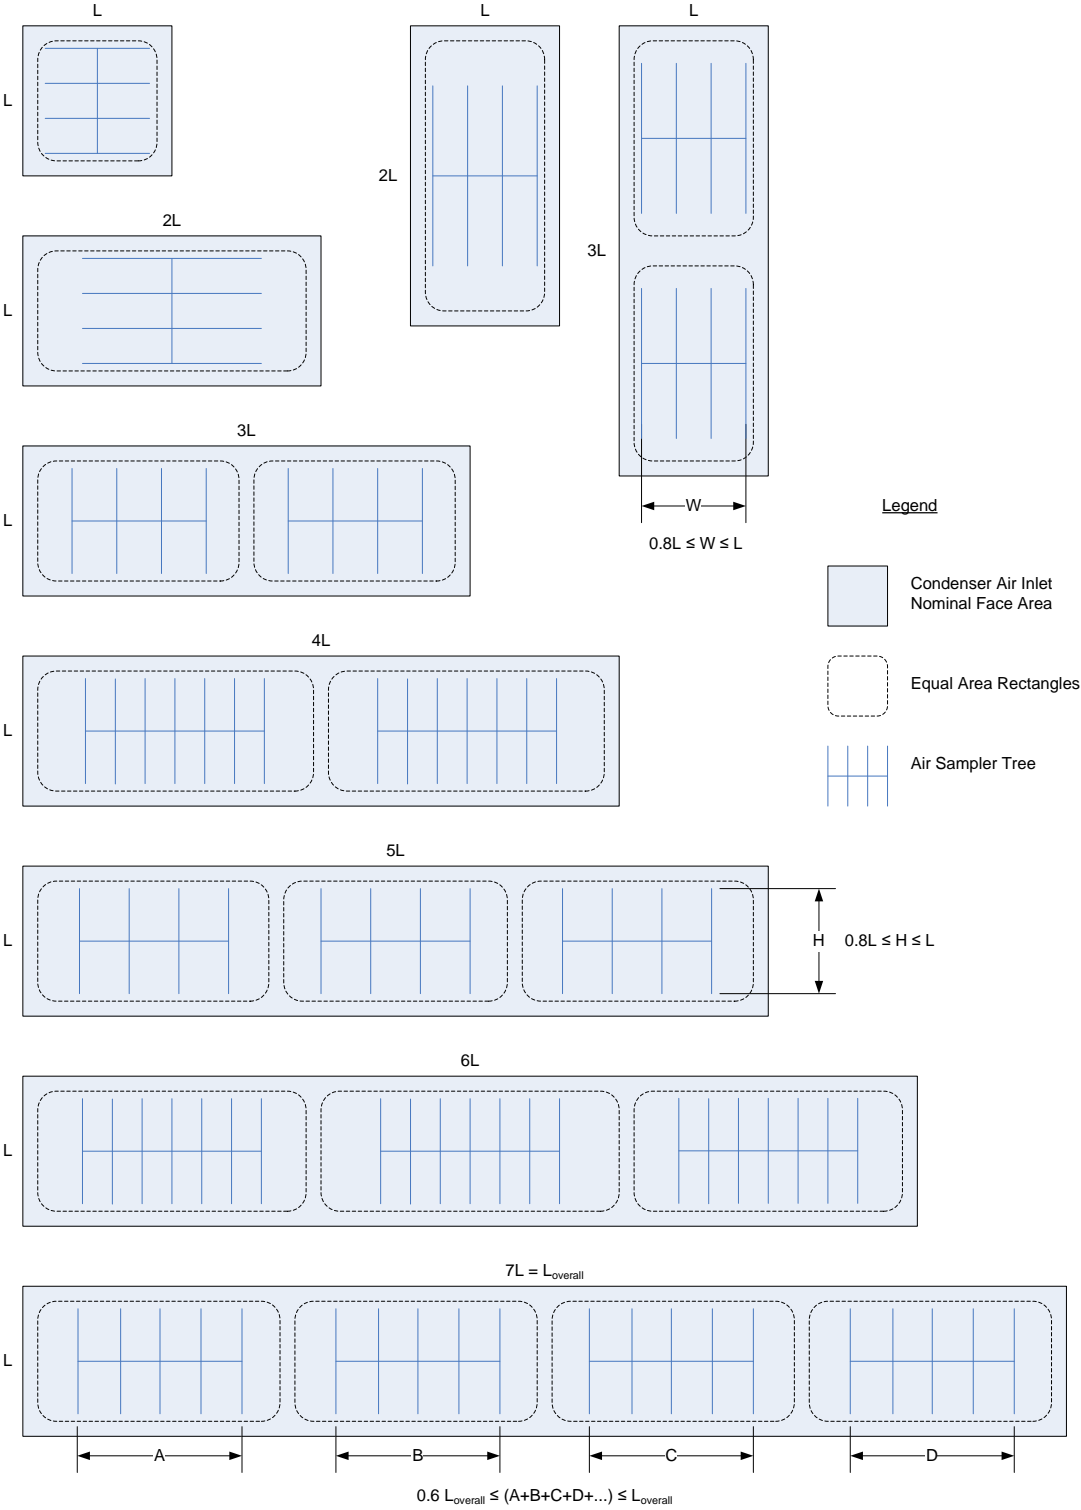 L
L
L
L
2L
3L
2L
L
3L
L
W
0.8L ≤ W ≤ L
Legend
Condenser Air Inlet
Nominal Face Area
Equal Area Rectangles
Air Sampler Tree
4L
L
5L
L
H
0.8L ≤ H ≤ L
6L
L
7L = Loverall
L
A
B
C
D
0.6 Loverall ≤ (A+B+C+D+...) ≤ Loverall